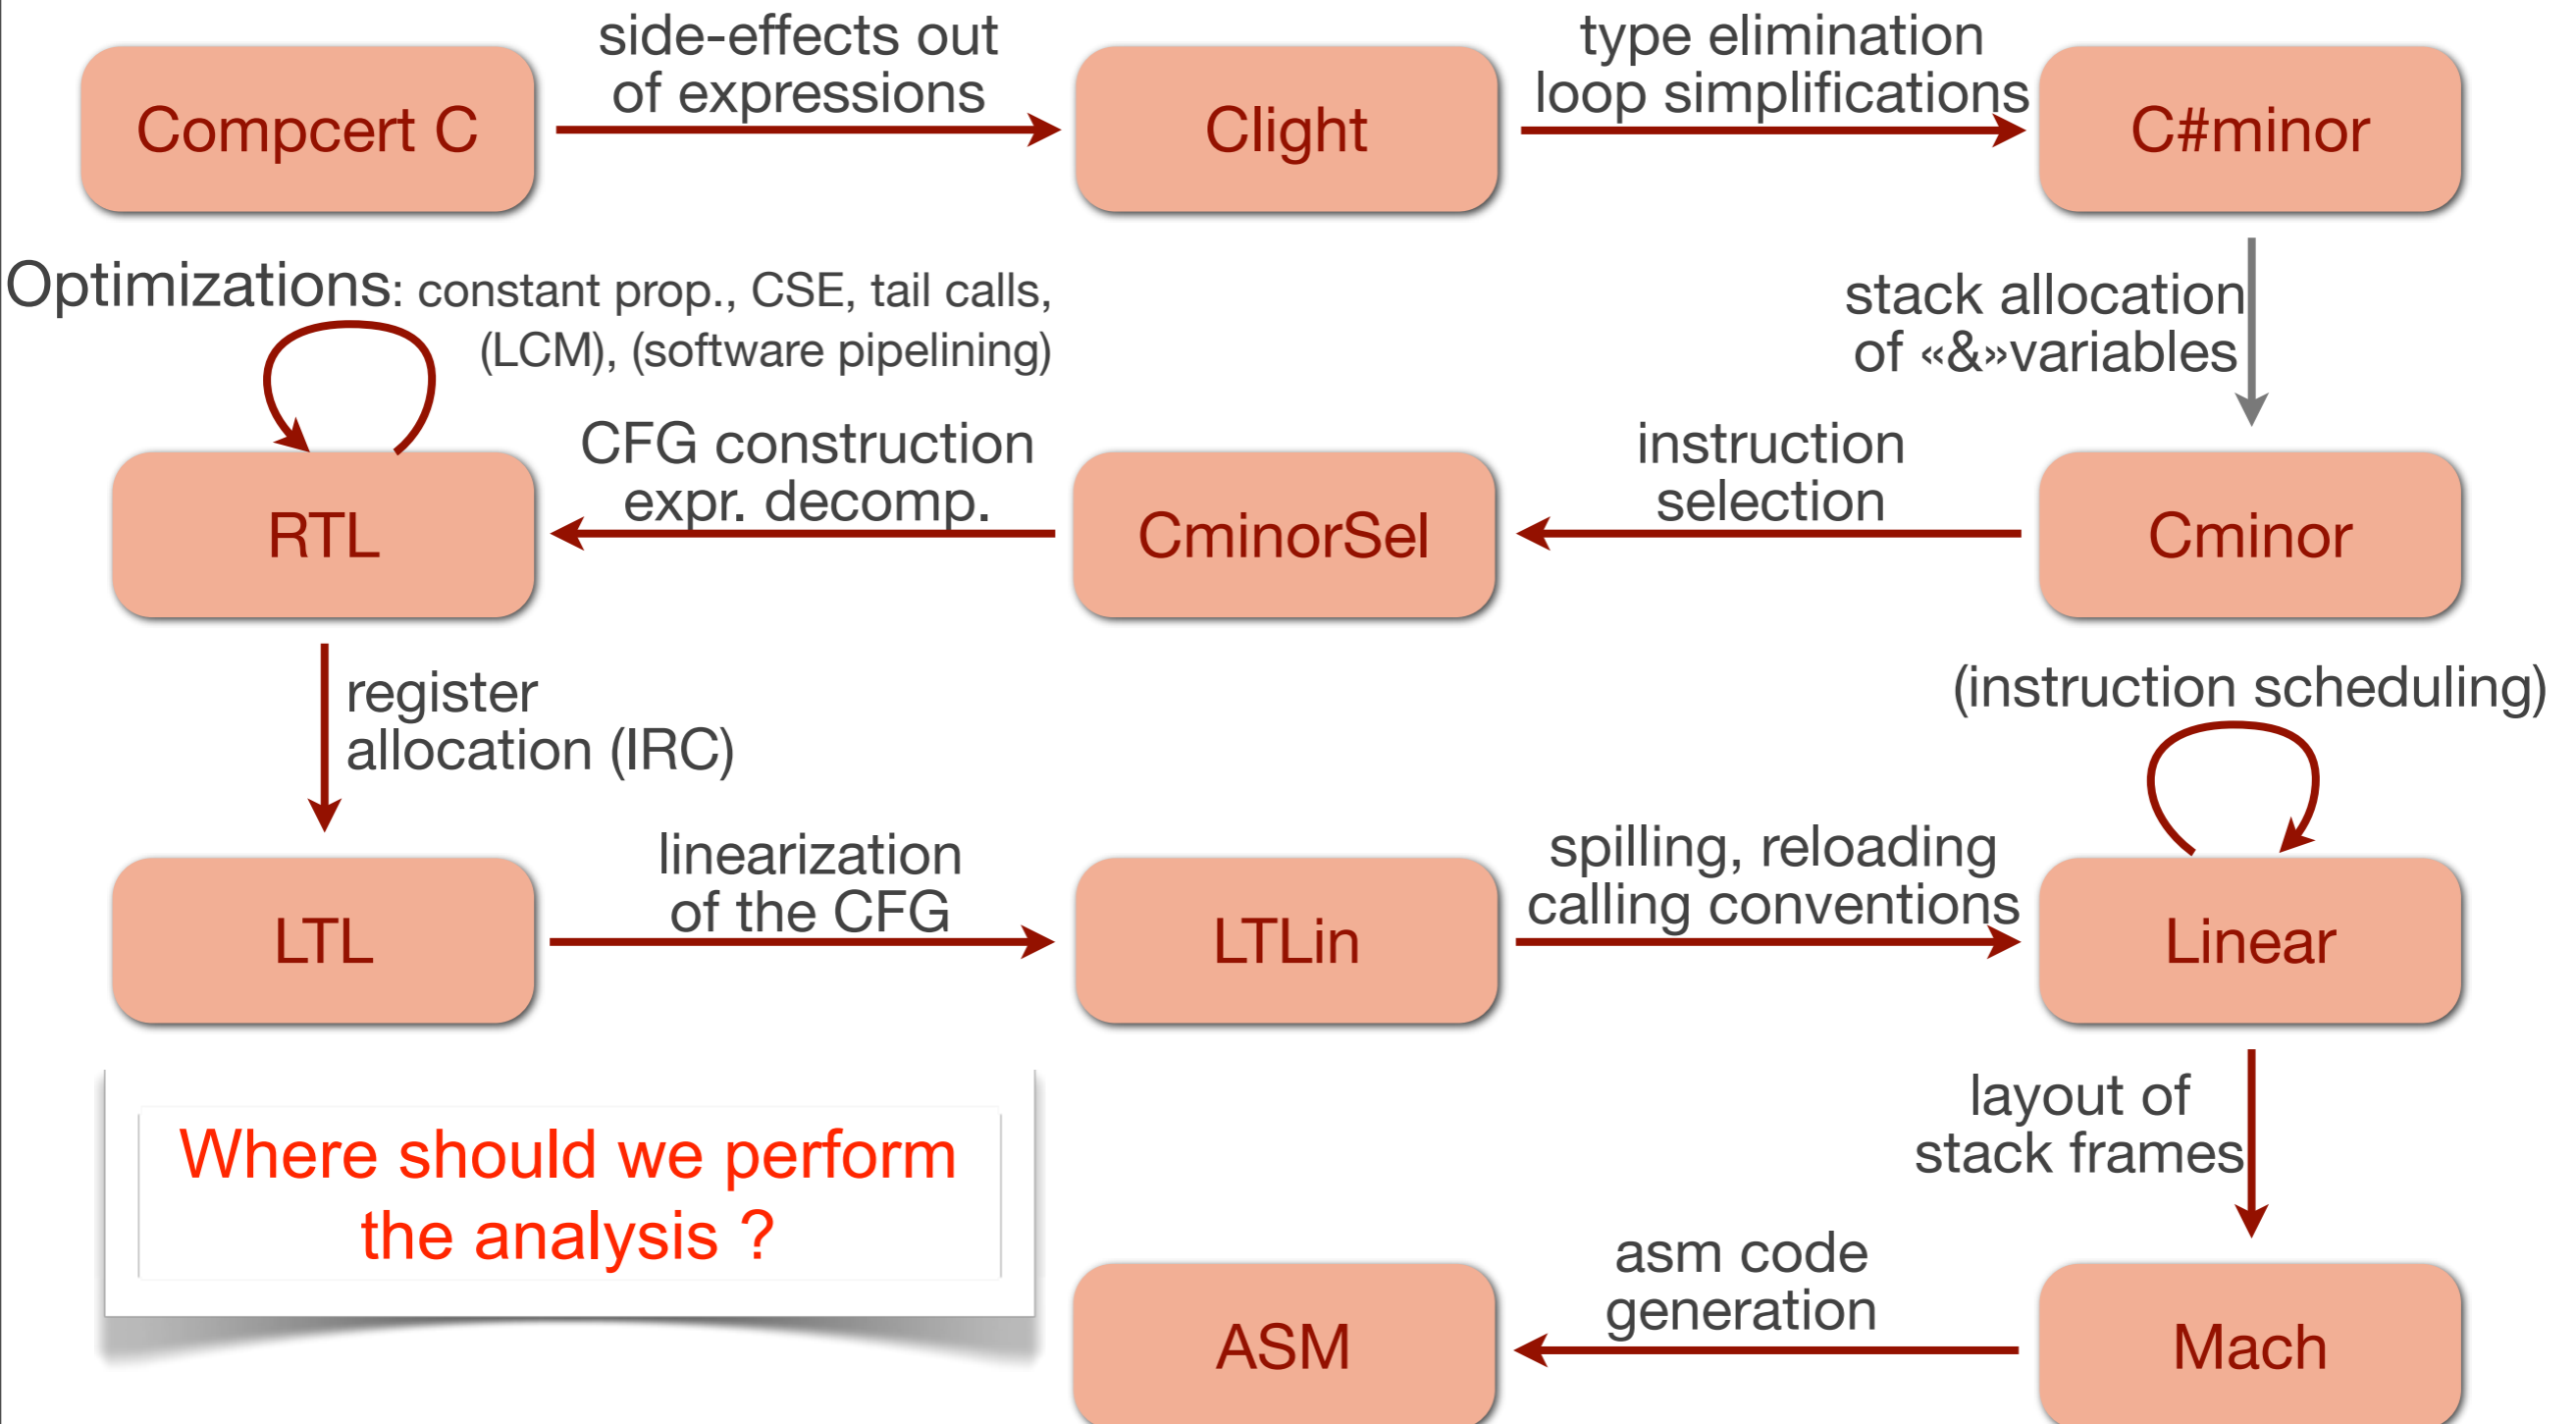 side-effects out
of expressions
type elimination
loop simplifications
Compcert C
Clight
C#minor
Optimizations: constant prop., CSE, tail calls,
(LCM), (software pipelining)
stack allocation
of «&»variables
CFG construction
expr. decomp.
instruction
selection
RTL
CminorSel
Cminor
register
allocation (IRC)
(instruction scheduling)
linearization
of the CFG
spilling, reloading
calling conventions
LTL
LTLin
Linear
layout of
stack frames
Where should we perform
the analysis ?
asm code
generation
ASM
Mach